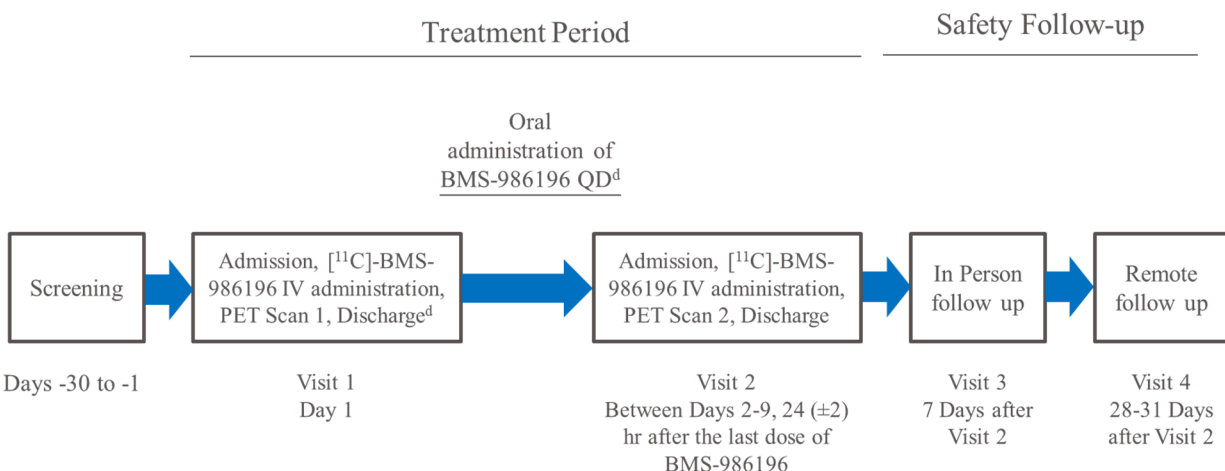 Treatment Period
Safety Follow-up
Oral
administration of
BMS-986196 QDᵈ
Screening
Admission, [¹¹C]-BMS-
986196 IV administration,
PET Scan 1, Dischargeᵈ
Admission, [¹¹C]-BMS-
986196 IV administration,
PET Scan 2, Discharge
In Person
follow up
Remote
follow up
Days -30 to -1
Visit 1
Day 1
Visit 2
Between Days 2-9, 24 (±2)
hr after the last dose of
BMS-986196
Visit 3
7 Days after
Visit 2
Visit 4
28-31 Days
after Visit 2